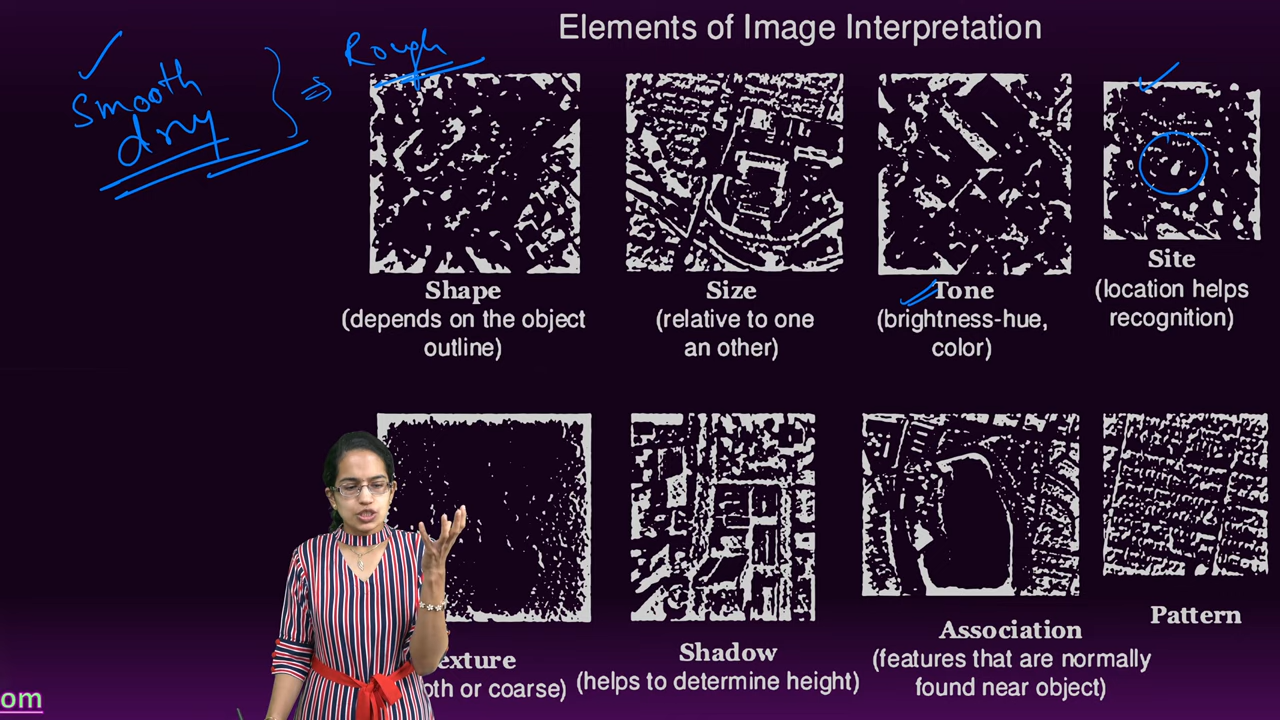 Elements of Image Interpretation
Smooth
dry
⇒ Rough
Shape
(depends on the object
outline)
Size
(relative to one
an other)
Tone
(brightness-hue,
color)
Site
(location helps
recognition)
exture
oth or coarse)
Shadow
(helps to determine height)
Association
(features that are normally
found near object)
Pattern
om